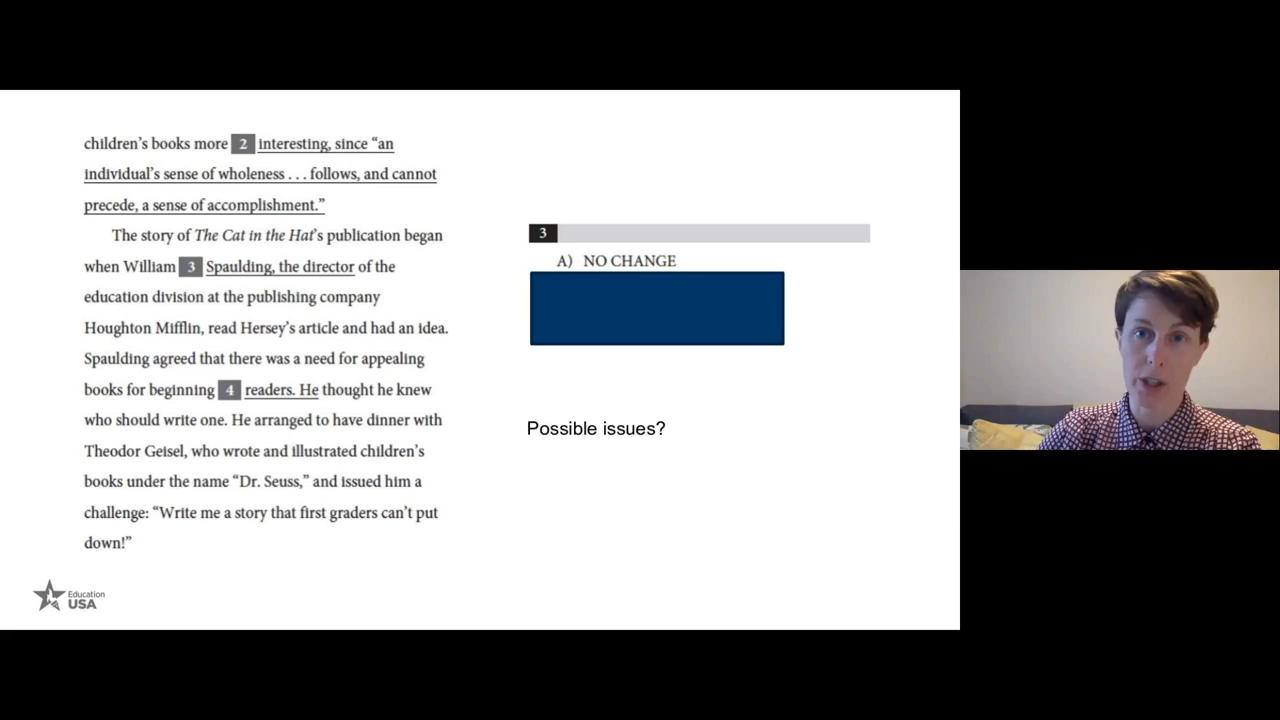 children’s books more 2 interesting, since “an
individual’s sense of wholeness . . . follows, and cannot
precede, a sense of accomplishment.”
The story of The Cat in the Hat’s publication began
when William 3 Spaulding, the director of the
education division at the publishing company
Houghton Mifflin, read Hersey’s article and had an idea.
Spaulding agreed that there was a need for appealing
books for beginning 4 readers. He thought he knew
who should write one. He arranged to have dinner with
Theodor Geisel, who wrote and illustrated children’s
books under the name “Dr. Seuss,” and issued him a
challenge: “Write me a story that first graders can’t put
down!”
3
A) NO CHANGE
Possible issues?
Education
USA